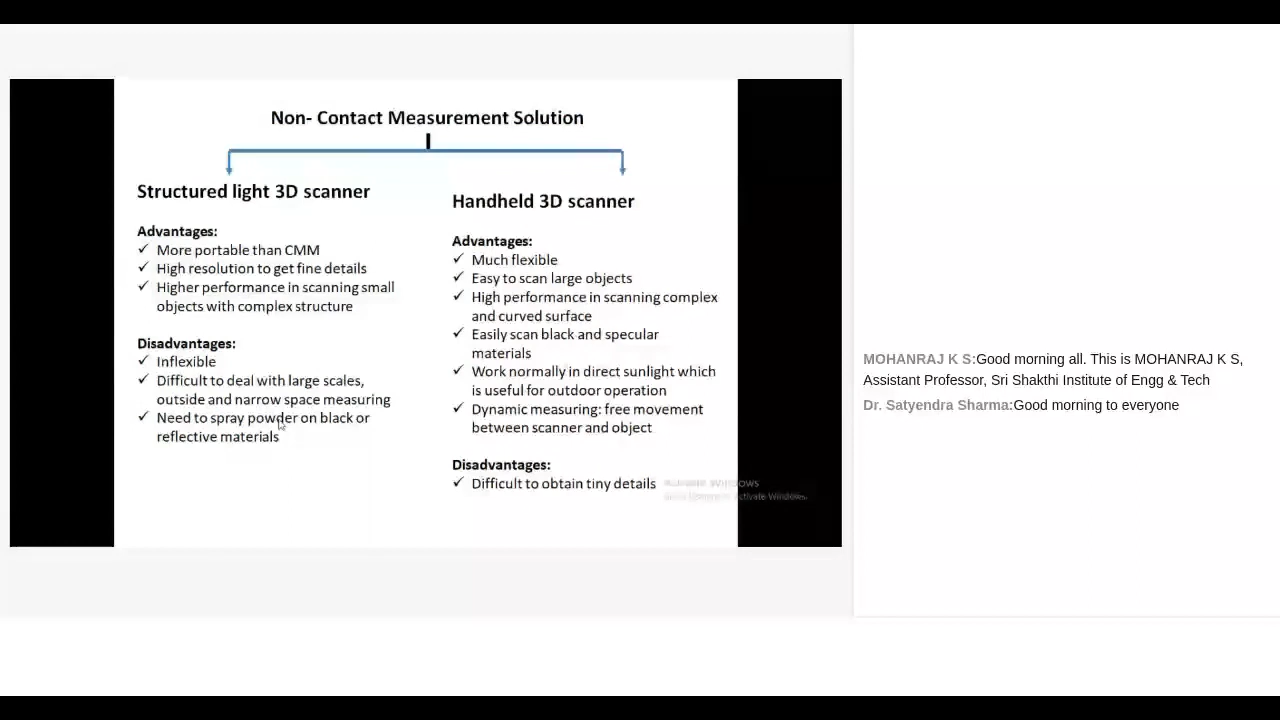 Non- Contact Measurement Solution
Structured light 3D scanner
Advantages:
✓ More portable than CMM
✓ High resolution to get fine details
✓ Higher performance in scanning small
objects with complex structure
Disadvantages:
✓ Inflexible
✓ Difficult to deal with large scales,
outside and narrow space measuring
✓ Need to spray powder on black or
reflective materials
Handheld 3D scanner
Advantages:
✓ Much flexible
✓ Easy to scan large objects
✓ High performance in scanning complex
and curved surface
✓ Easily scan black and specular
materials
✓ Work normally in direct sunlight which
is useful for outdoor operation
✓ Dynamic measuring: free movement
between scanner and object
Disadvantages:
✓ Difficult to obtain tiny details
Activate Windows.
MOHANRAJ K S:Good morning all. This is MOHANRAJ K S,
Assistant Professor, Sri Shakthi Institute of Engg & Tech
Dr. Satyendra Sharma:Good morning to everyone